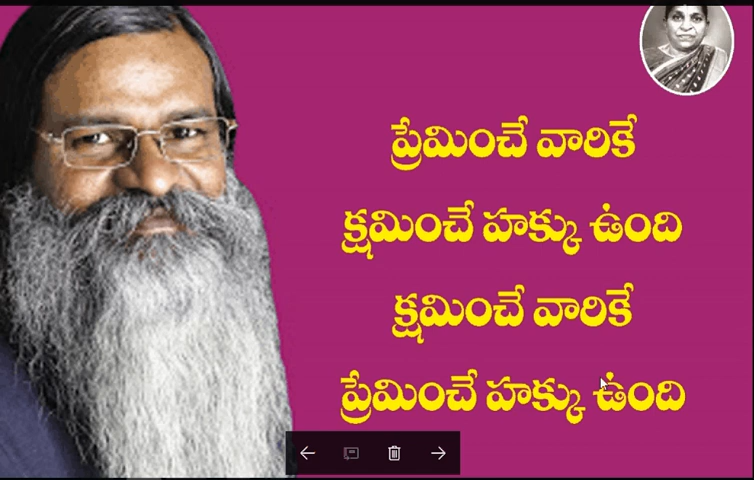 ప్రేమించే వారికే
క్షమించే హక్కు ఉంది
క్షమించే వారికే
ప్రేమించే హక్కు ఉంది